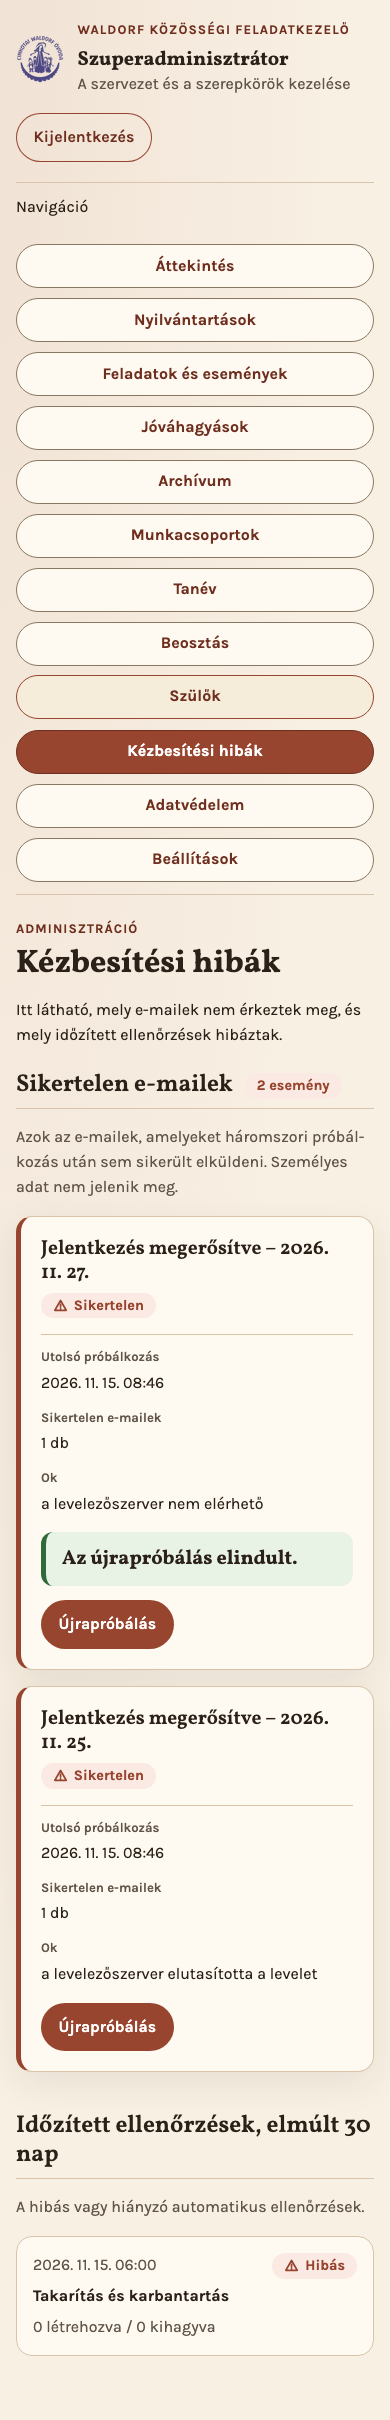 WALDORF KÖZÖSSÉGI FELADATKEZELŐ
Szuperadminisztrátor
A szervezet és a szerepkörök kezelése
Kijelentkezés
Navigáció
Áttekintés
Nyilvántartások
Feladatok és események
Jóváhagyások
Archívum
Munkacsoportok
Tanév
Beosztás
Szülők
Kézbesítési hibák
Adatvédelem
Beállítások
ADMINISZTRÁCIÓ
Kézbesítési hibák
Itt látható, mely e-mailek nem érkeztek meg, és
mely időzített ellenőrzések hibáztak.
Sikertelen e-mailek 2 esemény
Azok az e-mailek, amelyeket háromszori próbál-
kozás után sem sikerült elküldeni. Személyes
adat nem jelenik meg.
Jelentkezés megerősítve – 2026.
11. 27.
Sikertelen
Utolsó próbálkozás
2026. 11. 15. 08:46
Sikertelen e-mailek
1 db
Ok
a levelezőszerver nem elérhető
Az újrapróbálás elindult.
Újrapróbálás
Jelentkezés megerősítve – 2026.
11. 25.
Sikertelen
Utolsó próbálkozás
2026. 11. 15. 08:46
Sikertelen e-mailek
1 db
Ok
a levelezőszerver elutasította a levelet
Újrapróbálás
Időzített ellenőrzések, elmúlt 30
nap
A hibás vagy hiányzó automatikus ellenőrzések.
2026. 11. 15. 06:00 Hibás
Takarítás és karbantartás
0 létrehozva / 0 kihagyva